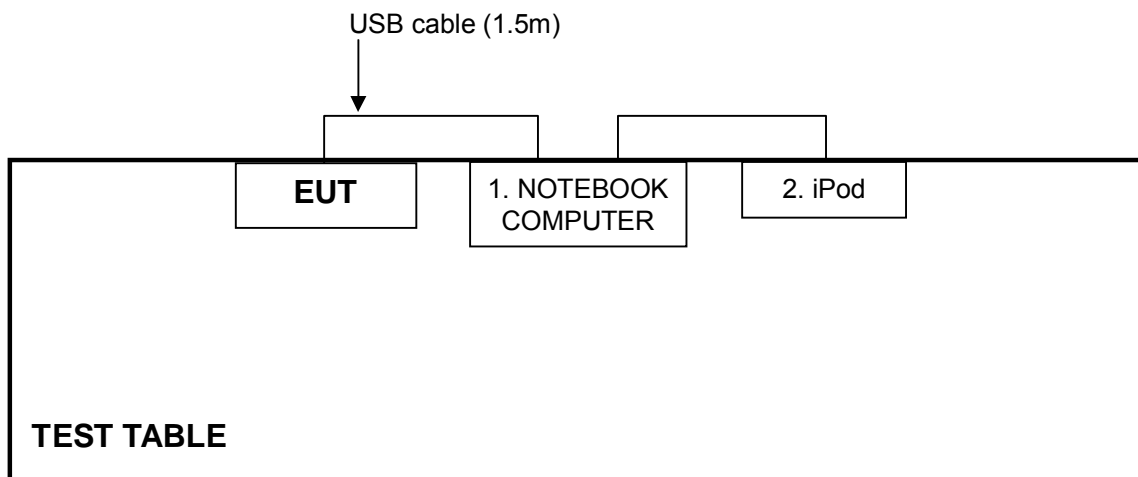 USB cable (1.5m)
EUT
1. NOTEBOOK
COMPUTER
2. iPod
TEST TABLE